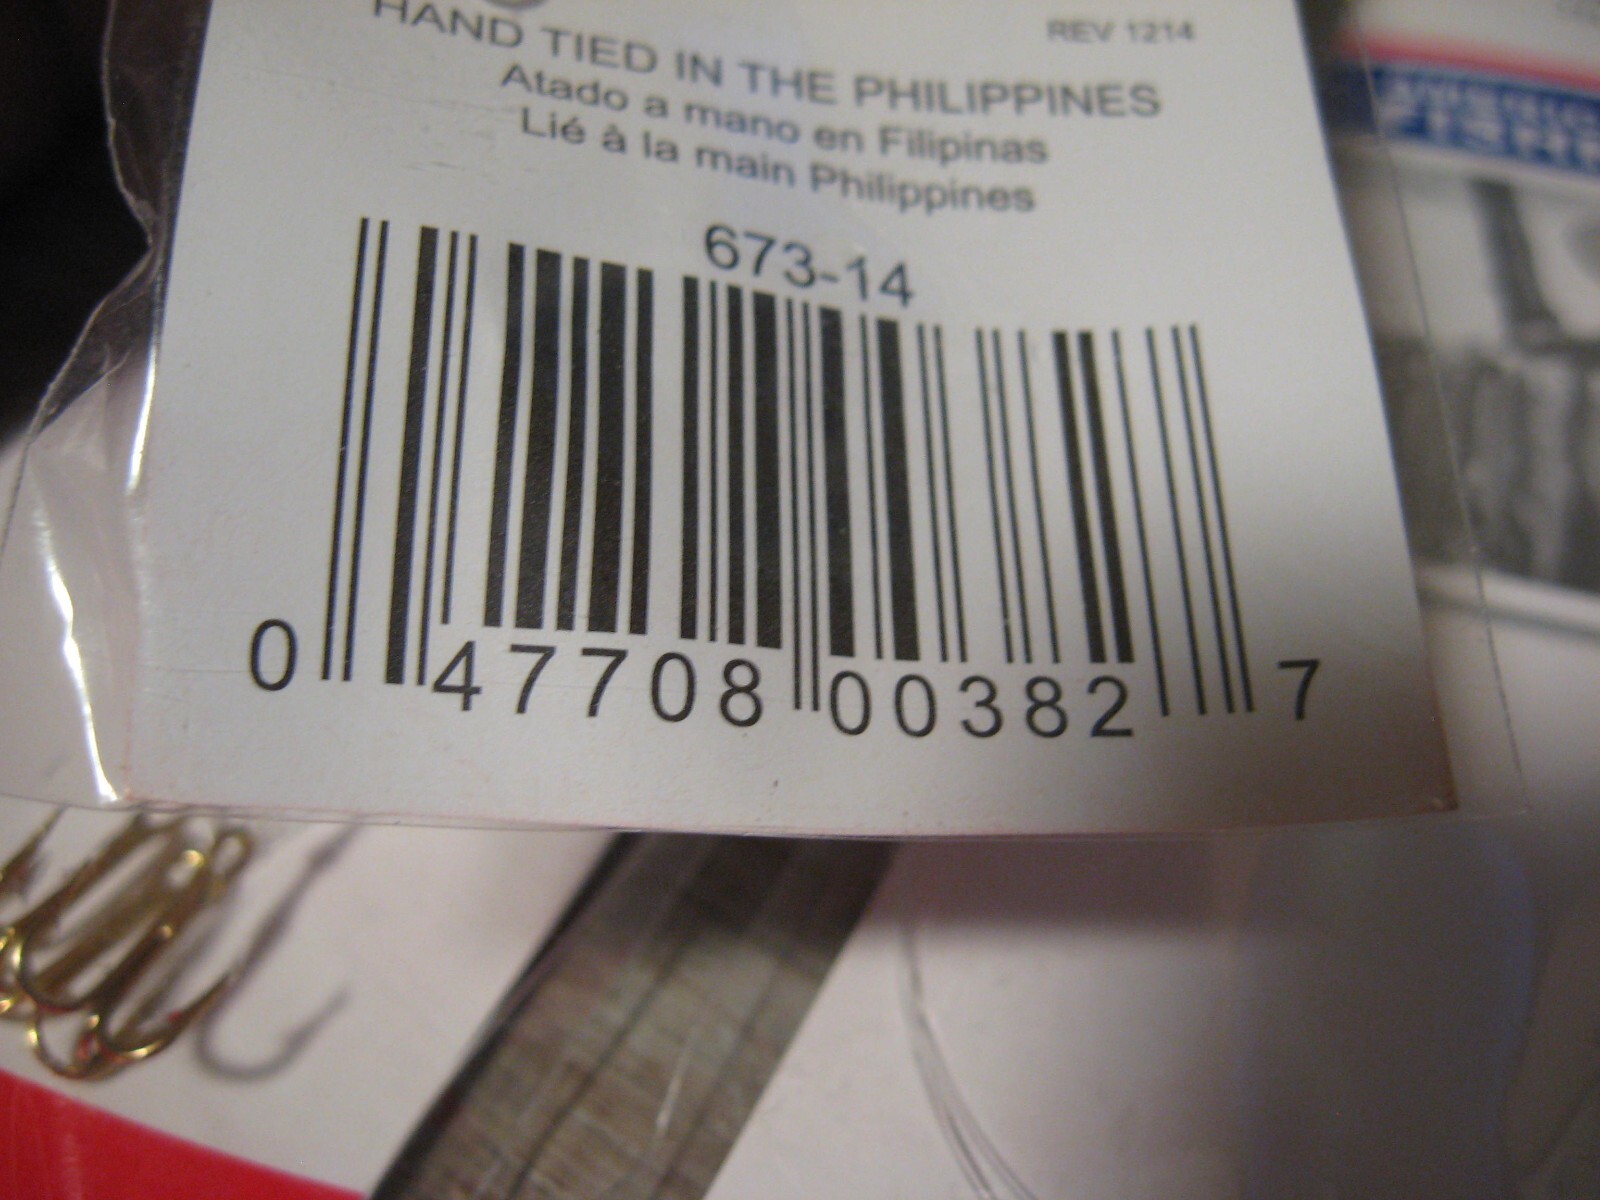 REV 1214
HAND TIED IN THE PHILIPPINES
Atado a mano en Filipinas
Lié à la main Philippines
673-14
0 47708 00382 7